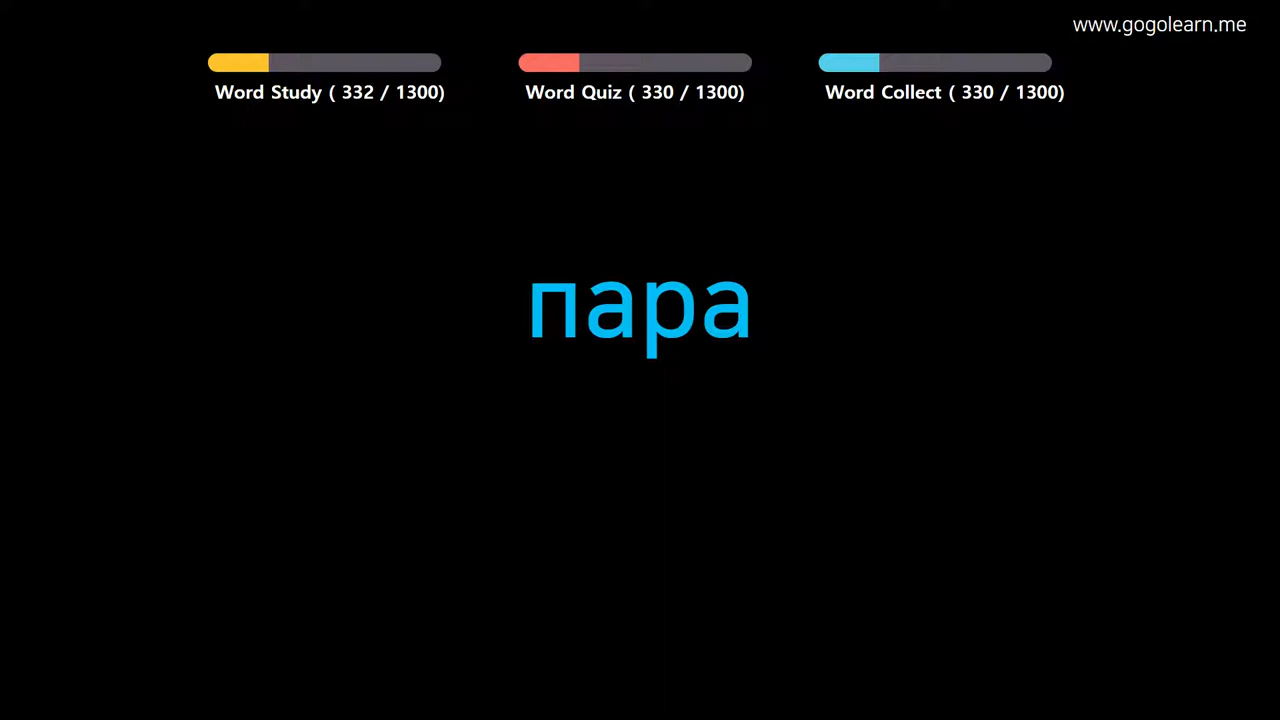 www.gogolearn.me
Word Study ( 332 / 1300)
Word Quiz ( 330 / 1300)
Word Collect ( 330 / 1300)
пара